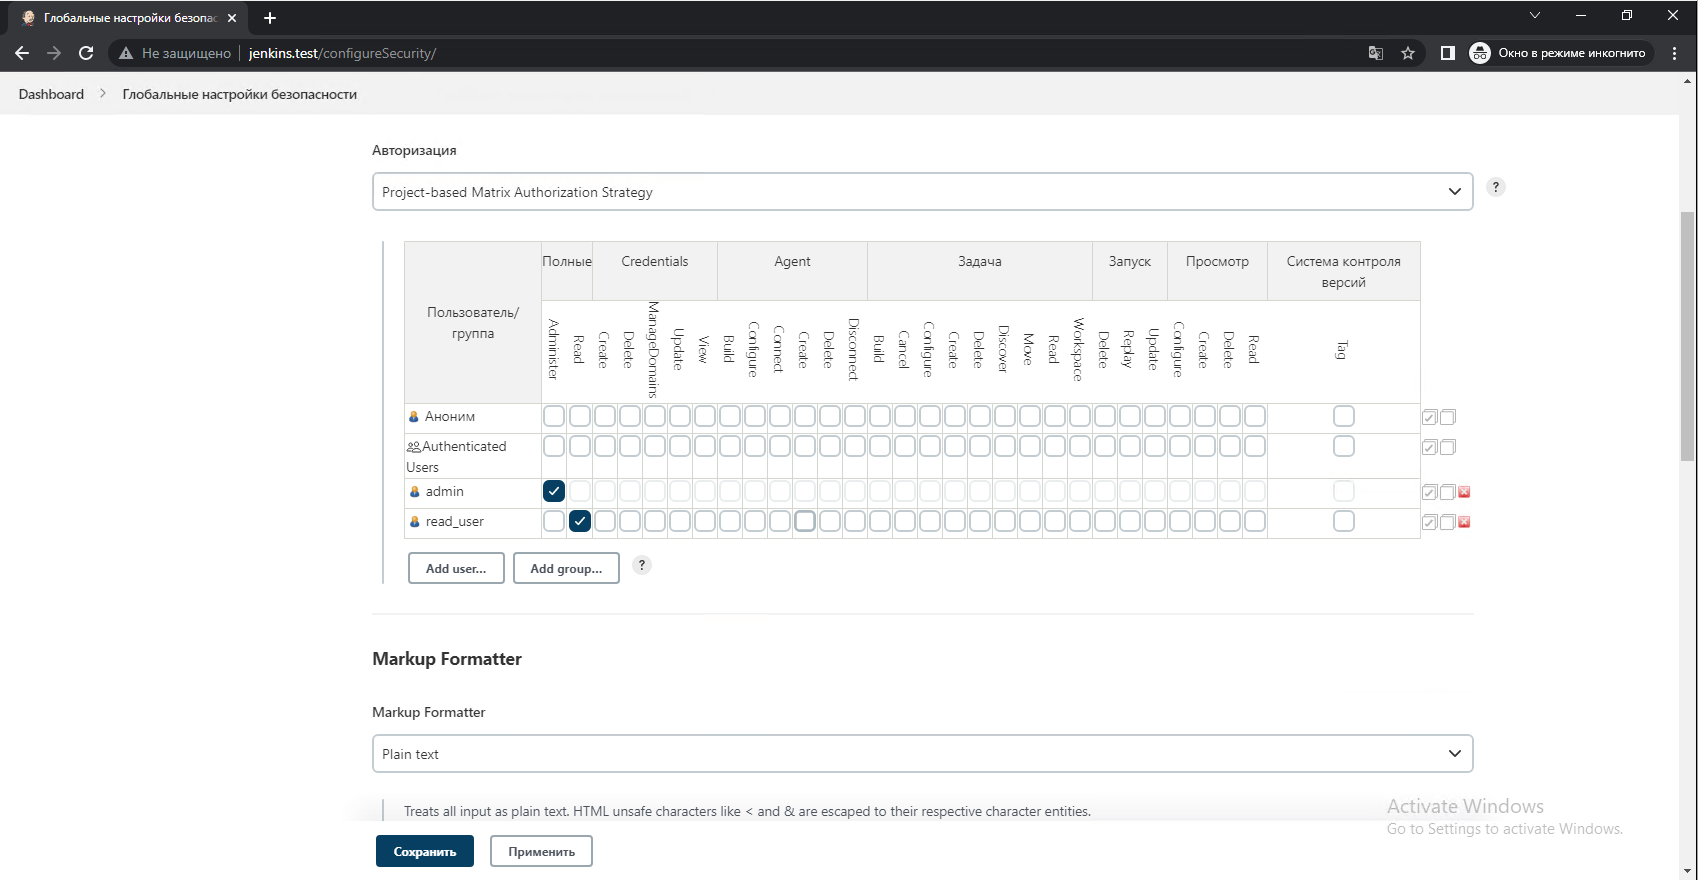 Глобальные настройки безопас
Не защищено
jenkins.test/configureSecurity/
Окно в режиме инкогнито
Dashboard
Глобальные настройки безопасности
Авторизация
Project-based Matrix Authorization Strategy
?
Пользователь/
группа
Полные
Credentials
Agent
Задача
Запуск
Просмотр
Система контроля
версий
Administer
Read
Create
Delete
ManageDomains
Update
View
Build
Configure
Connect
Create
Delete
Disconnect
Build
Cancel
Configure
Create
Delete
Discover
Move
Read
Workspace
Delete
Replay
Update
Configure
Create
Delete
Read
Tag
Аноним
Authenticated
Users
admin
read_user
Add user...
Add group...
?
Markup Formatter
Markup Formatter
Plain text
Treats all input as plain text. HTML unsafe characters like < and & are escaped to their respective character entities.
Activate Windows
Go to Settings to activate Windows.
Сохранить
Применить